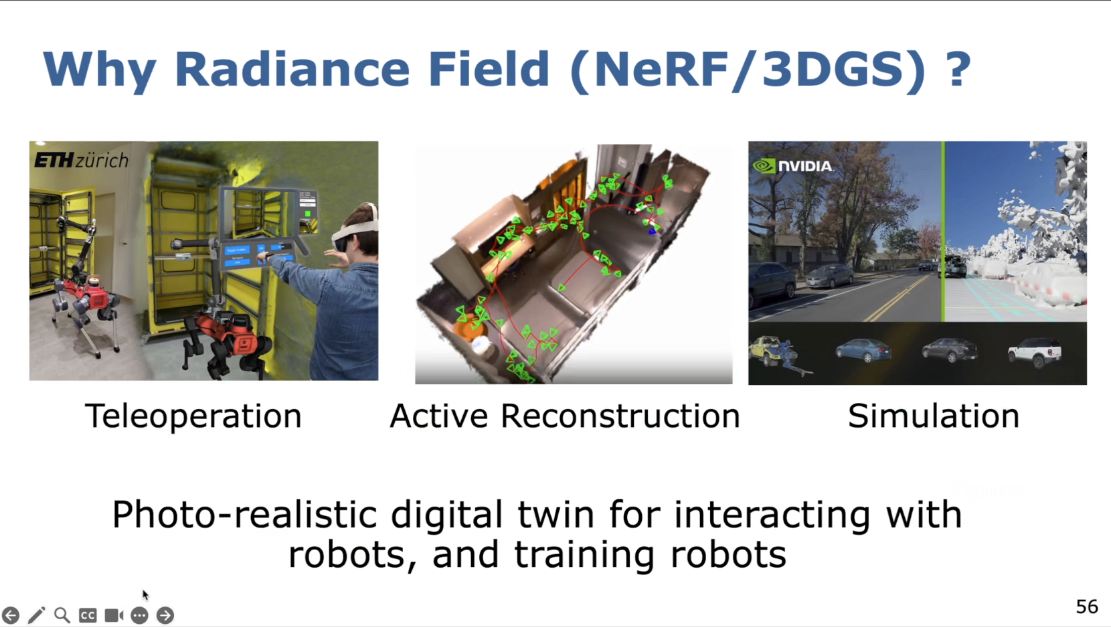 Why Radiance Field (NeRF/3DGS) ?
ETH zürich
NVIDIA
Teleoperation
Active Reconstruction
Simulation
Photo-realistic digital twin for interacting with
robots, and training robots
CC
56